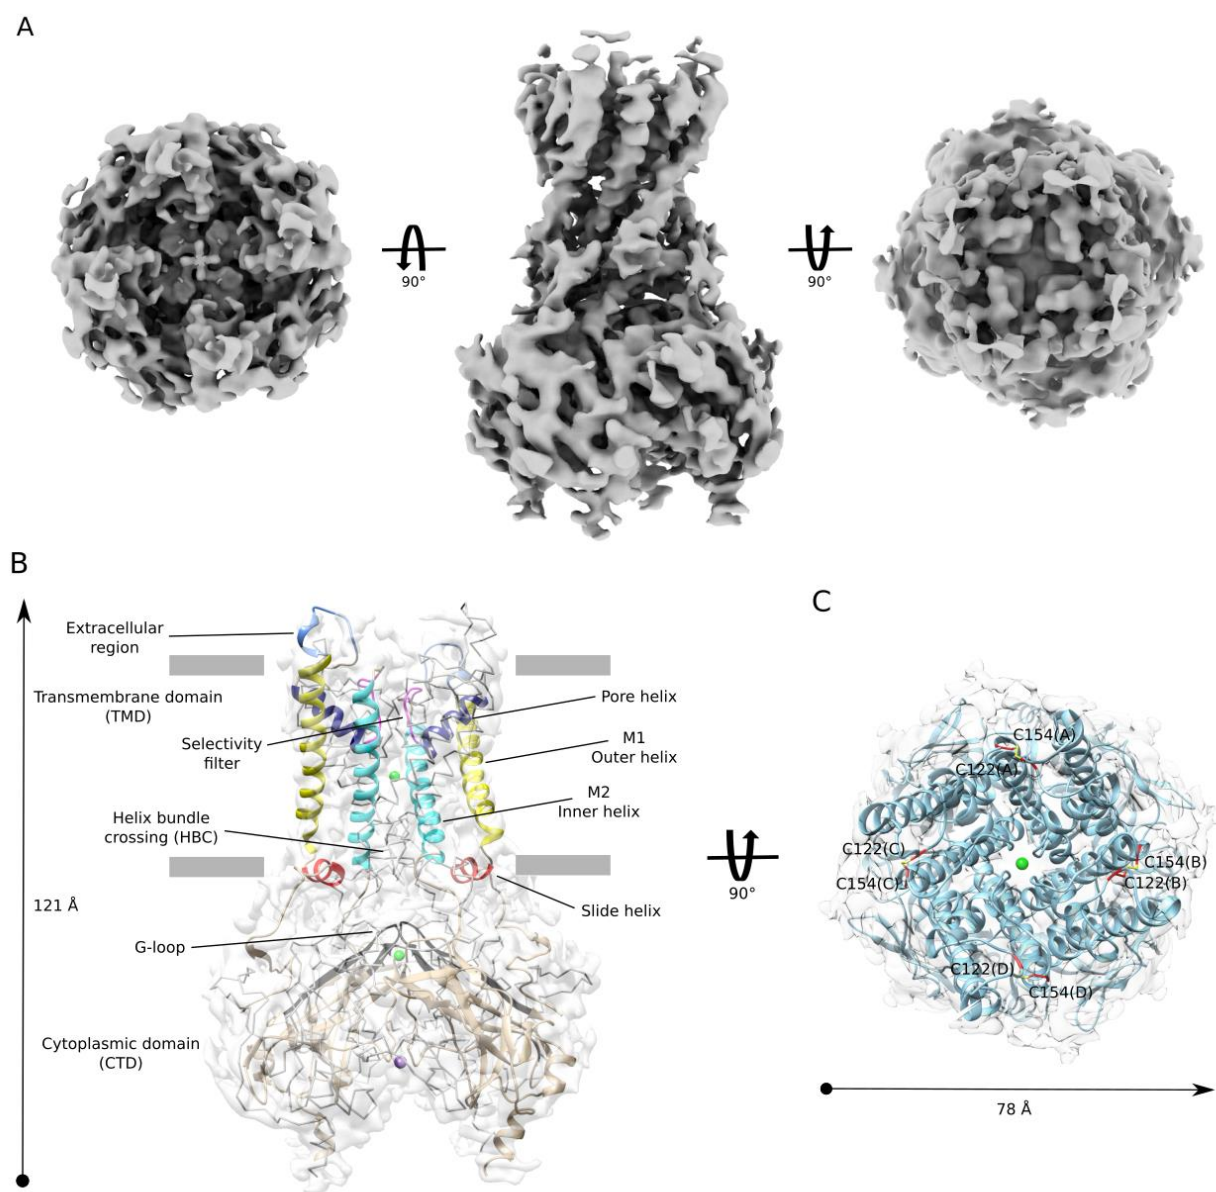 A
90°
90°
B
Extracellular
region
Transmembrane domain
(TMD)
Selectivity
filter
Helix bundle
crossing (HBC)
121 Å
G-loop
Cytoplasmic domain
(CTD)
Pore helix
M1
Outer helix
M2
Inner helix
Slide helix
90°
C
C154(A)
C122(A)
C122(C)
C154(C)
C154(B)
C122(B)
C122(D)
C154(D)
78 Å